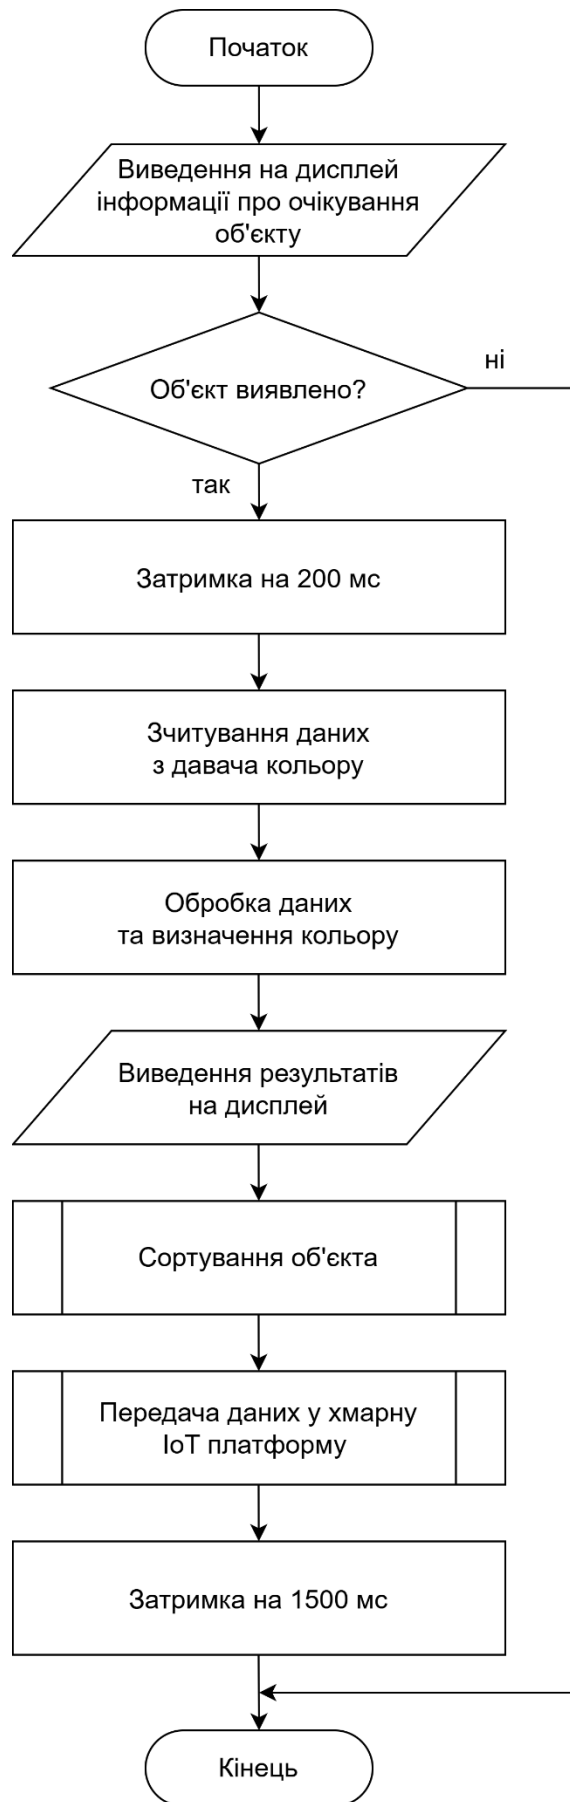 Початок
Виведення на дисплей
інформації про очікування
об'єкту
Об'єкт виявлено?
ні
так
Затримка на 200 мс
Зчитування даних
з давача кольору
Обробка даних
та визначення кольору
Виведення результатів
на дисплей
Сортування об'єкта
Передача даних у хмарну
IoT платформу
Затримка на 1500 мс
Кінець